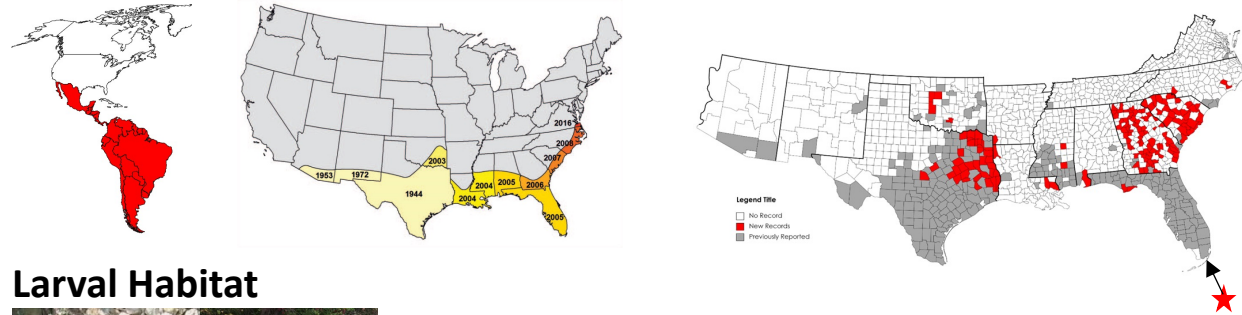 2016
2008
2007
2003
1953
1972
2004
2005
2006
1944
2004
2005
Legend Title
No Record
New Records
Previously Reported
Larval Habitat